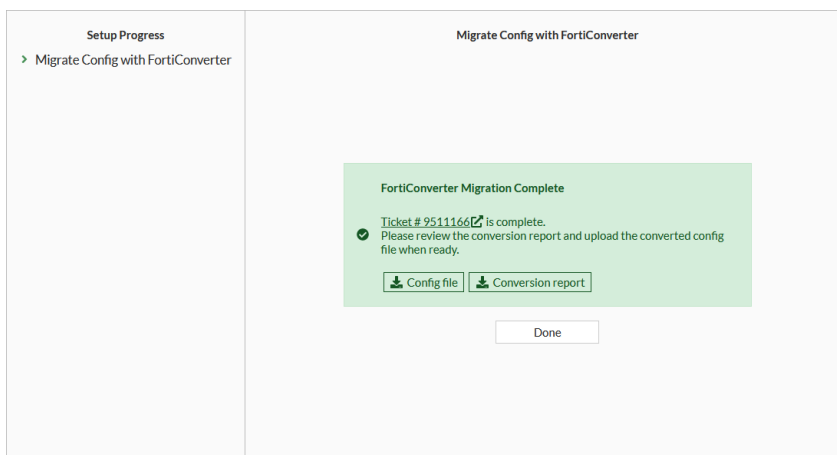 Setup Progress
Migrate Config with FortiConverter
Migrate Config with FortiConverter
FortiConverter Migration Complete
Ticket # 9511166 is complete.
Please review the conversion report and upload the converted config
file when ready.
Config file
Conversion report
Done